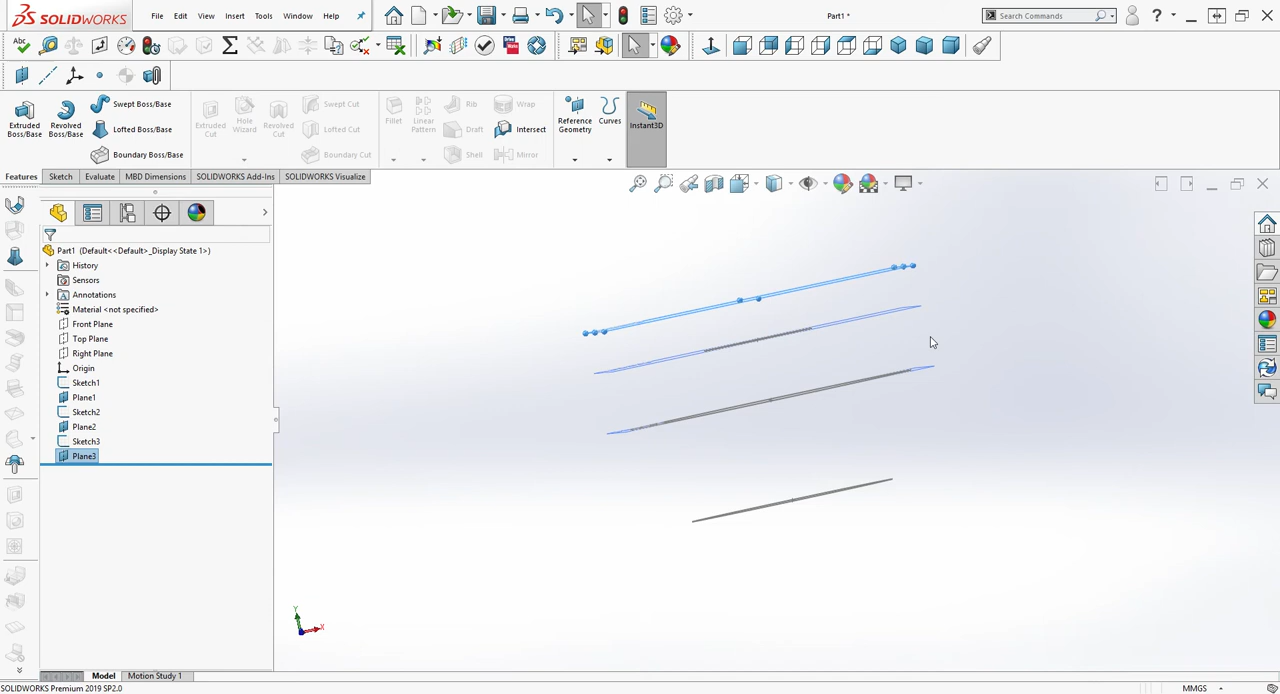 SOLIDWORKS File Edit View Insert Tools Window Help Part1 * Search Commands
Extruded Boss/Base
Revolved Boss/Base
Swept Boss/Base
Lofted Boss/Base
Boundary Boss/Base
Extruded Cut
Hole Wizard
Revolved Cut
Swept Cut
Lofted Cut
Boundary Cut
Fillet
Linear Pattern
Rib
Draft
Shell
Wrap
Intersect
Mirror
Reference Geometry
Curves
Instant3D
Features Sketch Evaluate MBD Dimensions SOLIDWORKS Add-Ins SOLIDWORKS Visualize
Part1 (Default<<Default>_Display State 1>)
History
Sensors
Annotations
Material <not specified>
Front Plane
Top Plane
Right Plane
Origin
Sketch1
Plane1
Sketch2
Plane2
Sketch3
Plane3
Y
X
Model Motion Study 1
SOLIDWORKS Premium 2019 SP2.0 MMGS